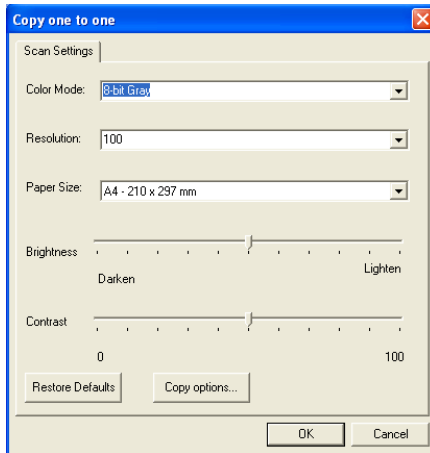 Copy one to one
Scan Settings
Color Mode: 8-bit Gray
Resolution: 100
Paper Size: A4 - 210 x 297 mm
Brightness
Darken Lighten
Contrast
0 100
Restore Defaults Copy options...
OK Cancel